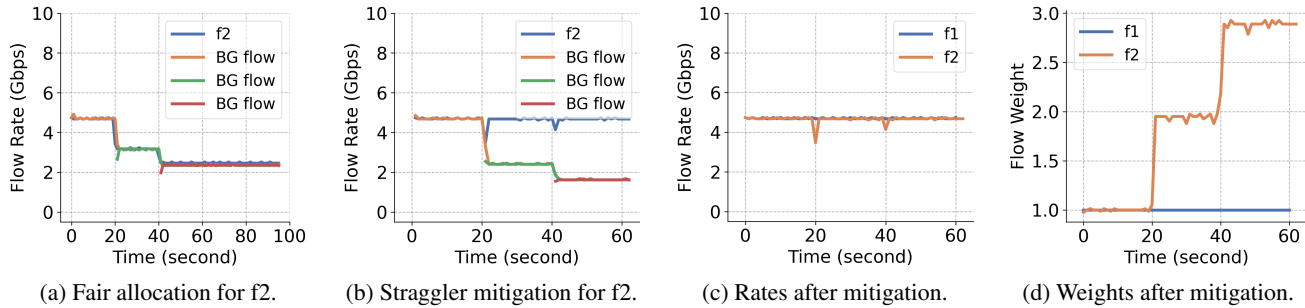 10
8
6
4
2
0
Flow Rate (Gbps)
f2
BG flow
BG flow
BG flow
0 20 40 60 80 100
Time (second)
(a) Fair allocation for f2.
10
8
6
4
2
0
Flow Rate (Gbps)
f2
BG flow
BG flow
BG flow
0 20 40 60
Time (second)
(b) Straggler mitigation for f2.
10
8
6
4
2
0
Flow Rate (Gbps)
f1
f2
0 20 40 60
Time (second)
(c) Rates after mitigation.
3.0
2.5
2.0
1.5
1.0
Flow Weight
f1
f2
0 20 40 60
Time (second)
(d) Weights after mitigation.